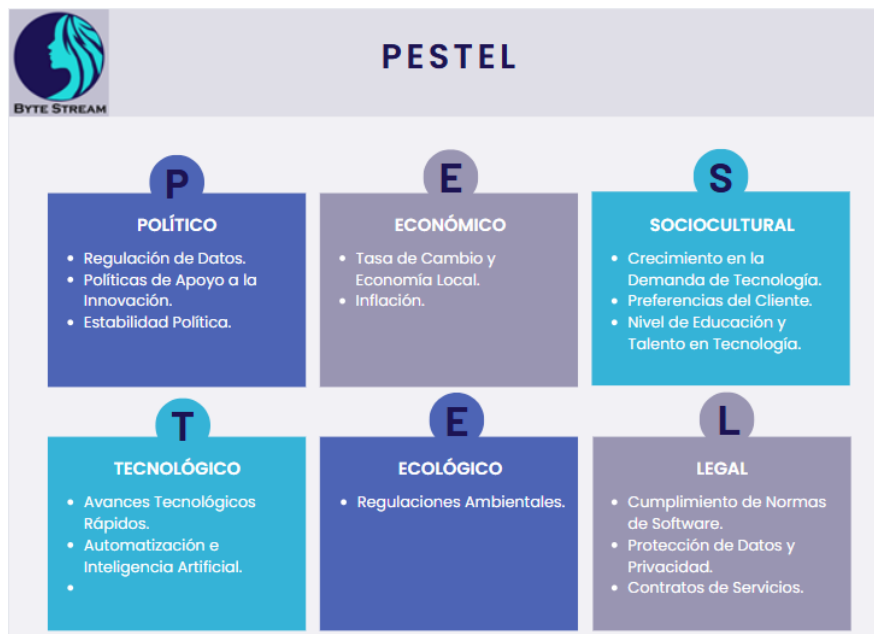 BYTE STREAM
PESTEL
P
POLÍTICO
• Regulación de Datos.
• Políticas de Apoyo a la
Innovación.
• Estabilidad Política.
E
ECONÓMICO
• Tasa de Cambio y
Economía Local.
• Inflación.
S
SOCIOCULTURAL
• Crecimiento en la
Demanda de Tecnología.
• Preferencias del Cliente.
• Nivel de Educación y
Talento en Tecnología.
T
TECNOLÓGICO
• Avances Tecnológicos
Rápidos.
• Automatización e
Inteligencia Artificial.
•
E
ECOLÓGICO
• Regulaciones Ambientales.
L
LEGAL
• Cumplimiento de Normas
de Software.
• Protección de Datos y
Privacidad.
• Contratos de Servicios.